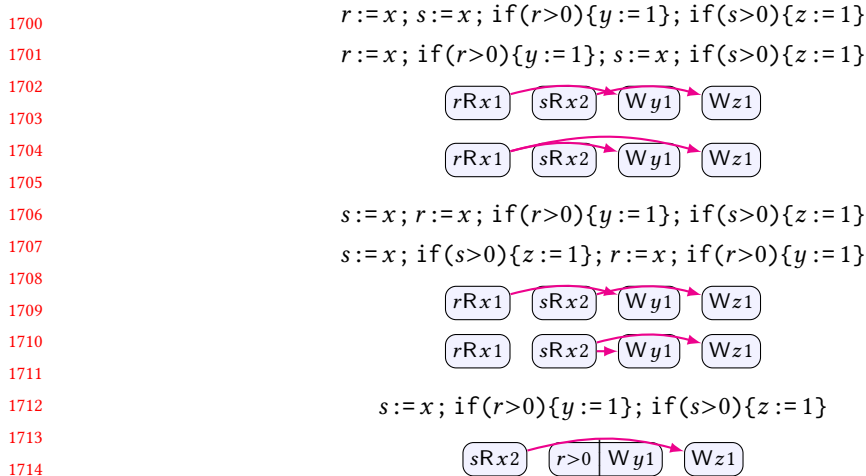 1700 r := x ; s := x ; if(r>0){y := 1}; if(s>0){z := 1}
1701 r := x ; if(r>0){y := 1}; s := x ; if(s>0){z := 1}
1702
rRx1 sRx2 Wy1 Wz1
1703
1704
rRx1 sRx2 Wy1 Wz1
1705
1706 s := x ; r := x ; if(r>0){y := 1}; if(s>0){z := 1}
1707 s := x ; if(s>0){z := 1}; r := x ; if(r>0){y := 1}
1708
rRx1 sRx2 Wy1 Wz1
1709
1710 rRx1 sRx2 Wy1 Wz1
1711
1712 s := x ; if(r>0){y := 1}; if(s>0){z := 1}
1713
1714 sRx2 r>0 Wy1 Wz1